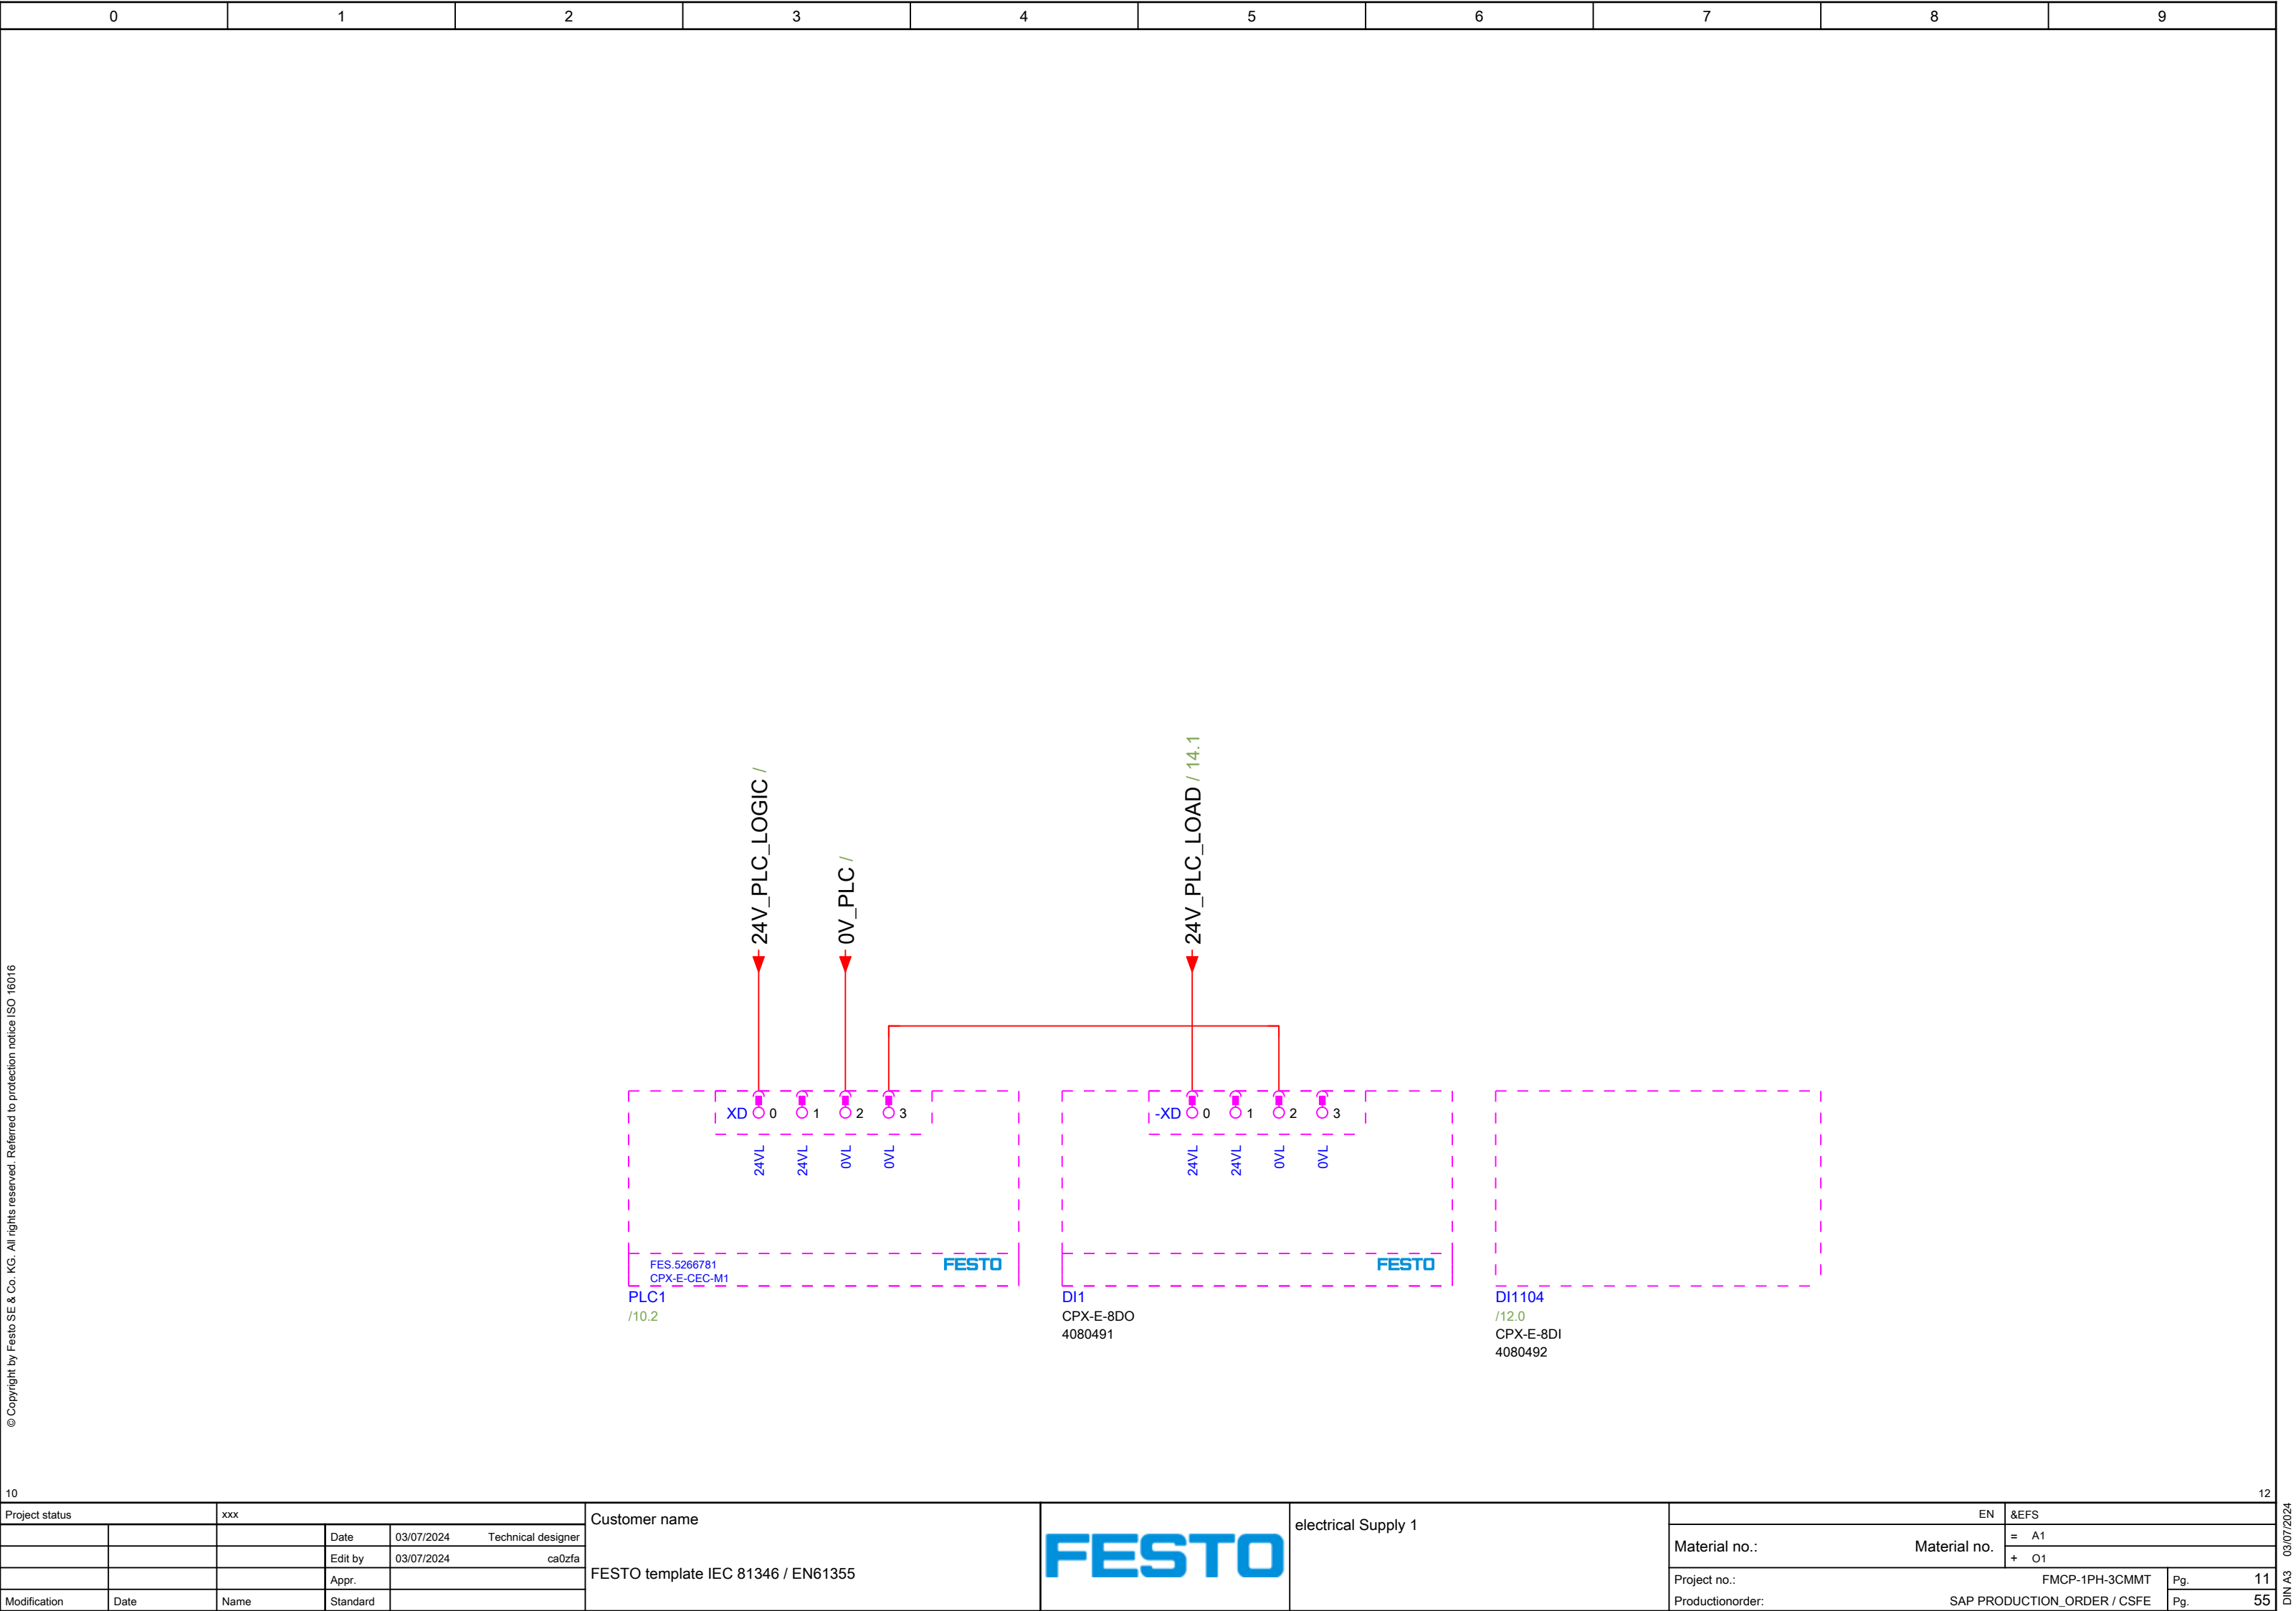 0 1 2 3 4 5 6 7 8 9
24V_PLC_LOGIC /
0V_PLC /
24V_PLC_LOAD / 14.1
XD 0 1 2 3
24VL 24VL 0VL 0VL
FES.5266781
CPX-E-CEC-M1
FESTO
PLC1
/10.2
-XD 0 1 2 3
24VL 24VL 0VL 0VL
FESTO
DI1
CPX-E-8DO
4080491
DI1104
/12.0
CPX-E-8DI
4080492
© Copyright by Festo SE & Co. KG. All rights reserved. Referred to protection notice ISO 16016
10
12
Project status xxx
Date 03/07/2024 Technical designer
Edit by 03/07/2024 ca0zfa
Appr.
Modification Date Name Standard
Customer name
FESTO template IEC 81346 / EN61355
FESTO
electrical Supply 1
EN &EFS
Material no.: Material no.
= A1
+ O1
Project no.: FMCP-1PH-3CMMT Pg. 11
Productionorder: SAP PRODUCTION_ORDER / CSFE Pg. 55
DIN A3 03/07/2024